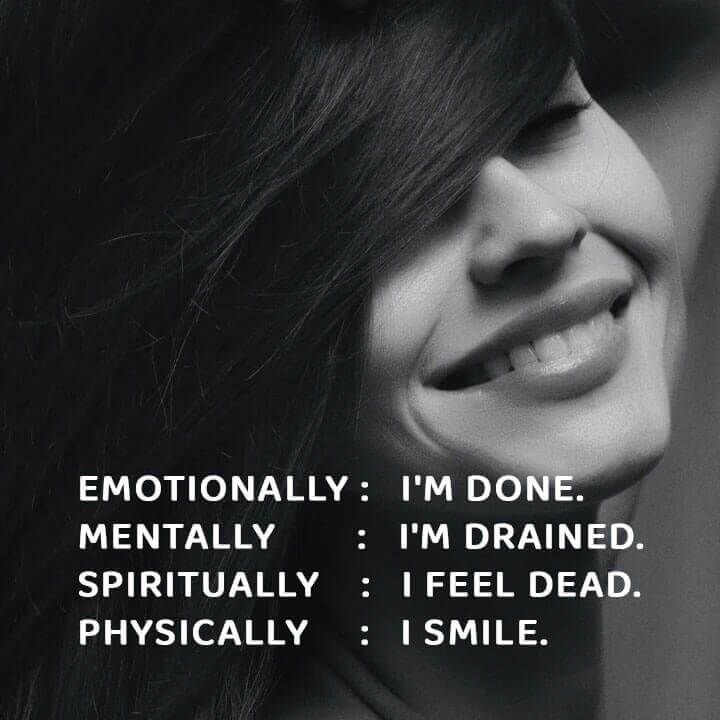 EMOTIONALLY : I'M DONE.
MENTALLY : I'M DRAINED.
SPIRITUALLY : I FEEL DEAD.
PHYSICALLY : I SMILE.